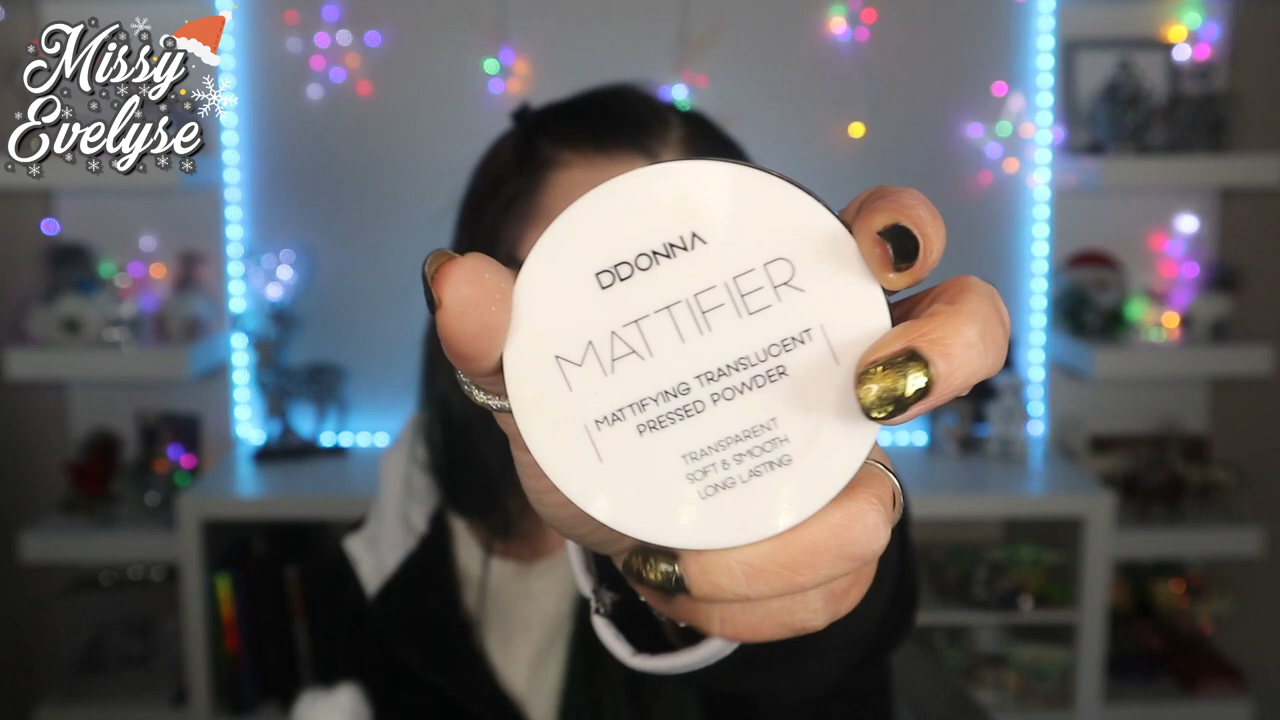 Missy
Evelyse
DDONNA
MATTIFIER
MATTIFYING TRANSLUCENT
PRESSED POWDER
TRANSPARENT
SOFT & SMOOTH
LONG LASTING